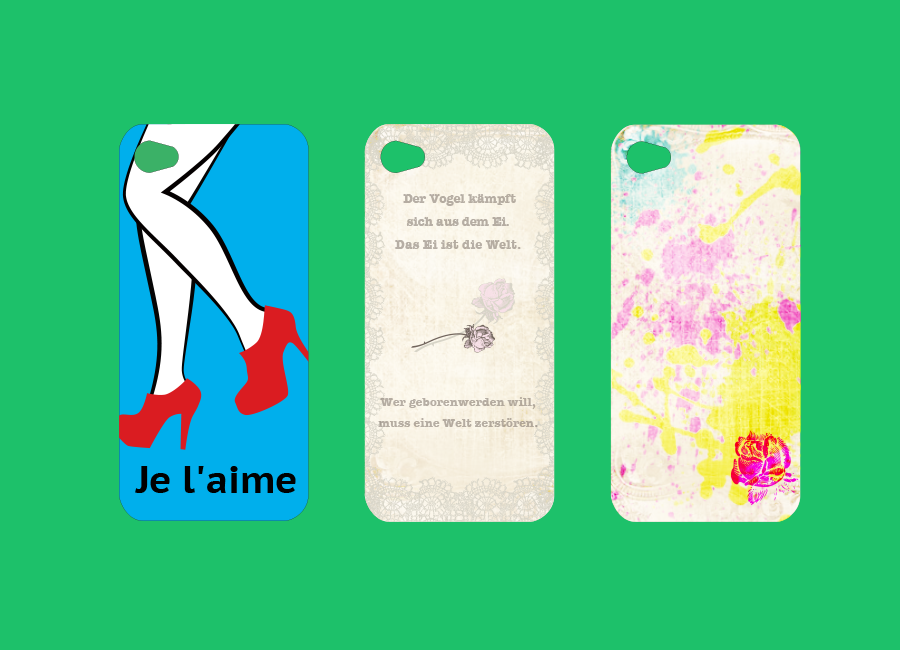 Je l'aime
Der Vogel kämpft
sich aus dem Ei.
Das Ei ist die Welt.
Wer geborenwerden will,
muss eine Welt zerstören.